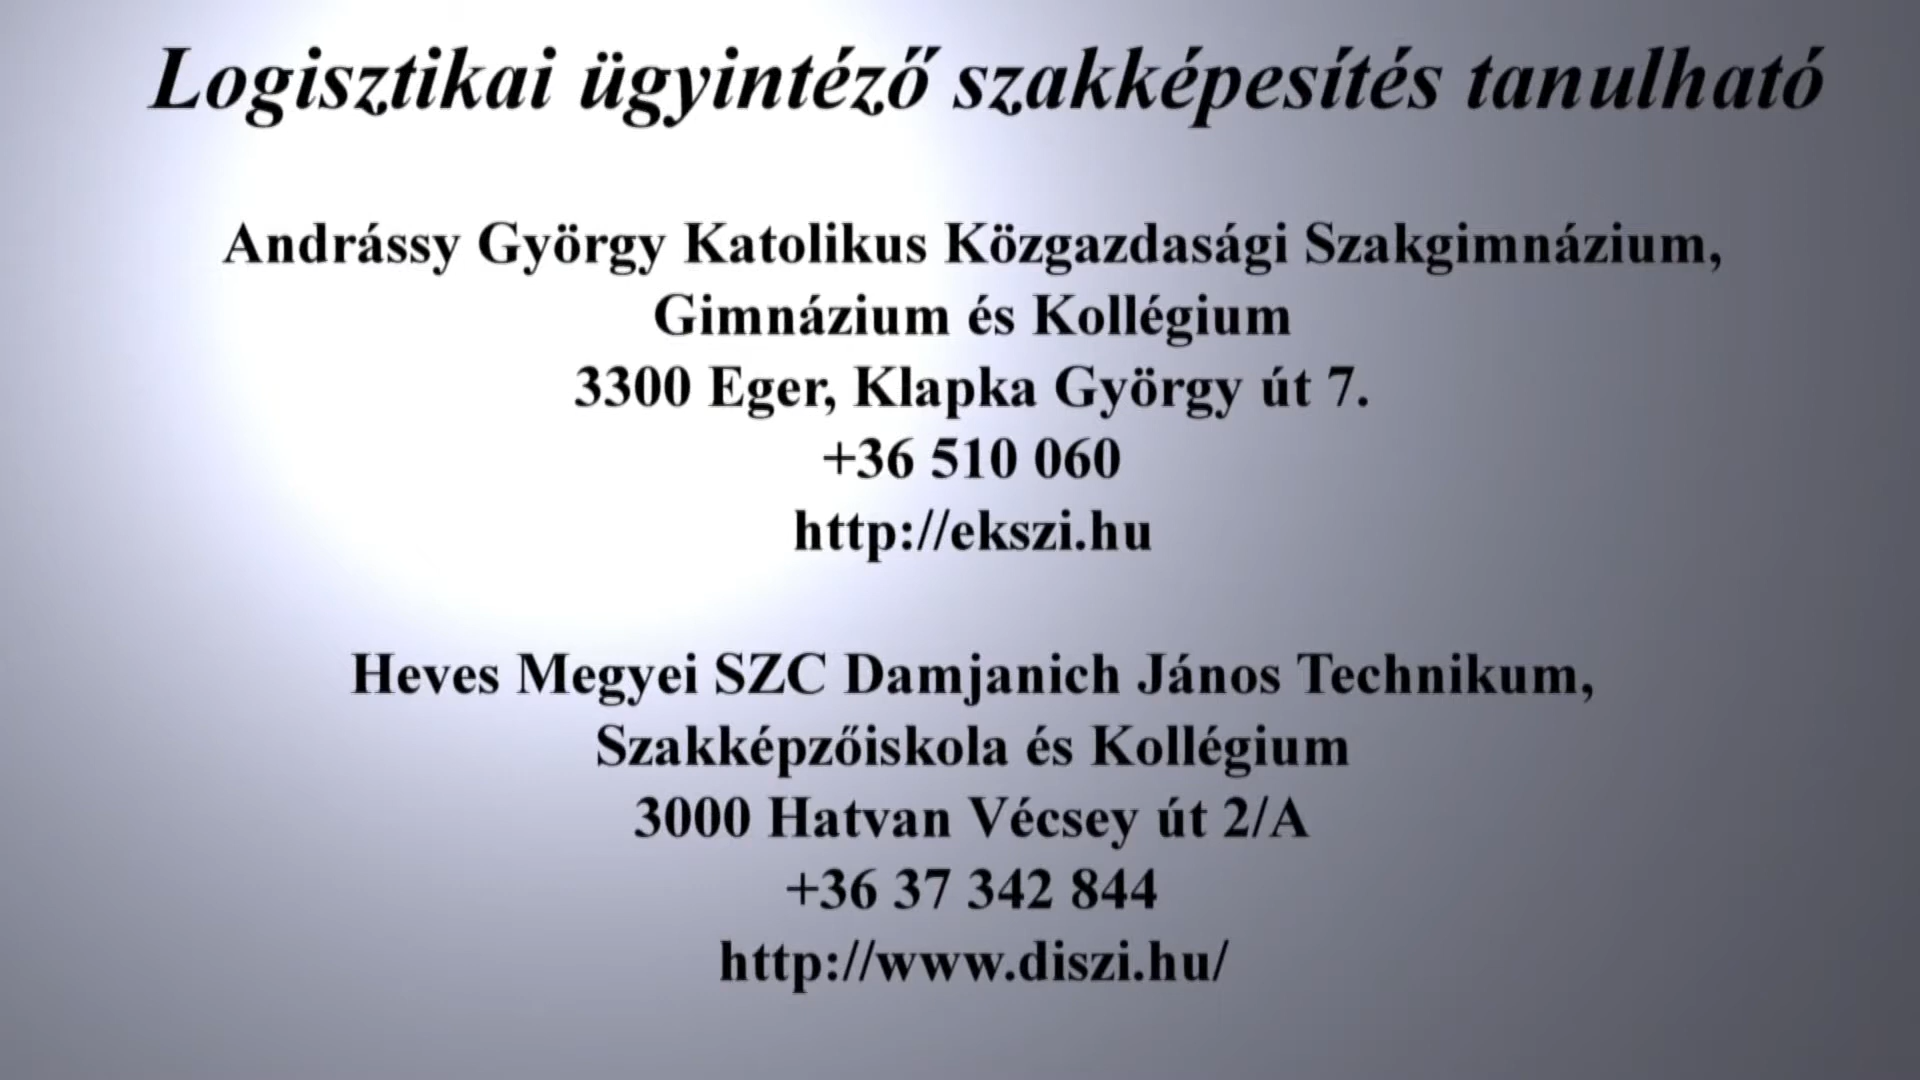 Logisztikai ügyintéző szakképesítés tanulható
Andrássy György Katolikus Közgazdasági Szakgimnázium,
Gimnázium és Kollégium
3300 Eger, Klapka György út 7.
+36 510 060
http://ekszi.hu
Heves Megyei SZC Damjanich János Technikum,
Szakképzőiskola és Kollégium
3000 Hatvan Vécsey út 2/A
+36 37 342 844
http://www.diszi.hu/